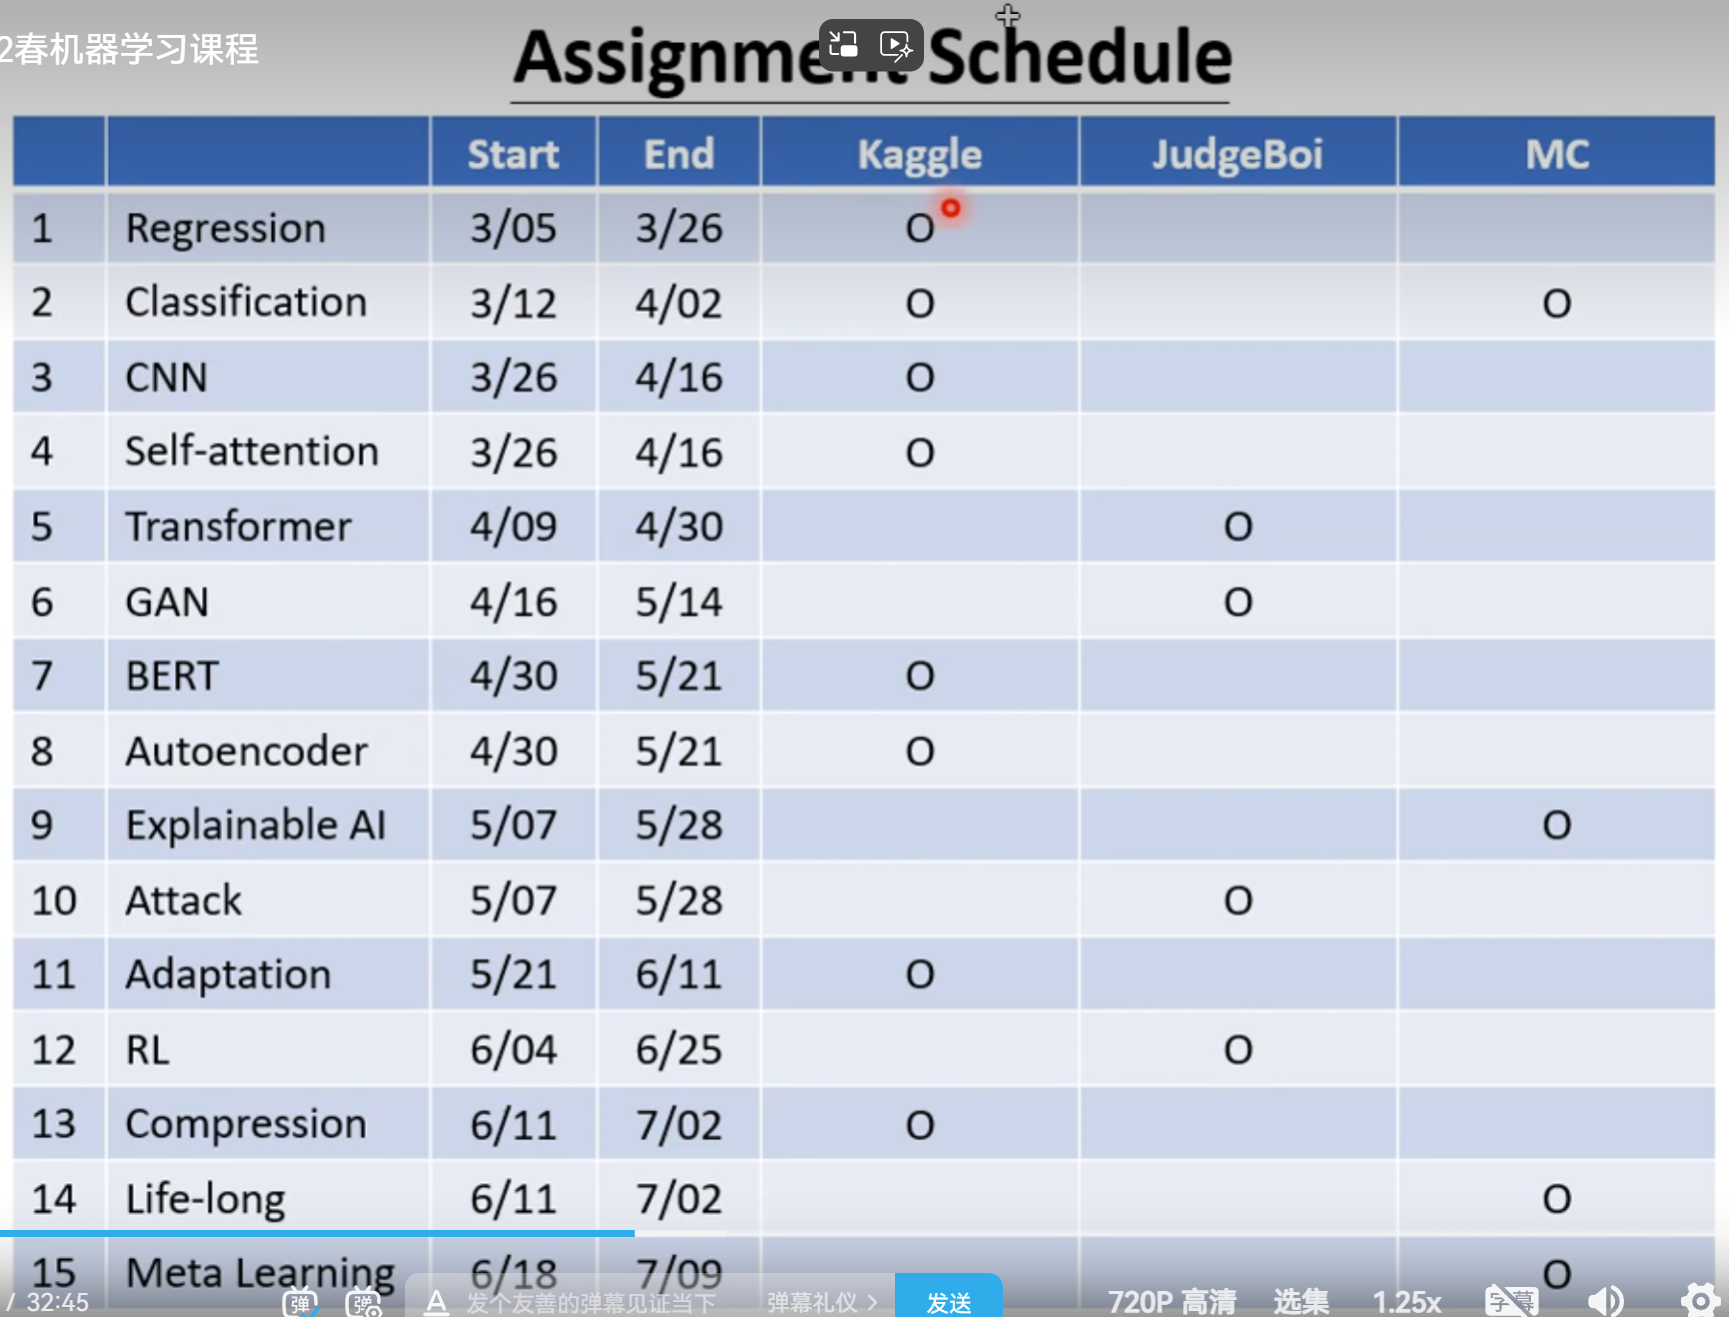 2春机器学习课程
Assignment Schedule
Start End Kaggle JudgeBoi MC
1 Regression 3/05 3/26 O
2 Classification 3/12 4/02 O O
3 CNN 3/26 4/16 O
4 Self-attention 3/26 4/16 O
5 Transformer 4/09 4/30 O
6 GAN 4/16 5/14 O
7 BERT 4/30 5/21 O
8 Autoencoder 4/30 5/21 O
9 Explainable AI 5/07 5/28 O
10 Attack 5/07 5/28 O
11 Adaptation 5/21 6/11 O
12 RL 6/04 6/25 O
13 Compression 6/11 7/02 O
14 Life-long 6/11 7/02 O
15 Meta Learning 6/18 7/09 O
/ 32:45 弹 弹 A 发个友善的弹幕见证当下 弹幕礼仪 > 发送 720P 高清 选集 1.25x 字幕